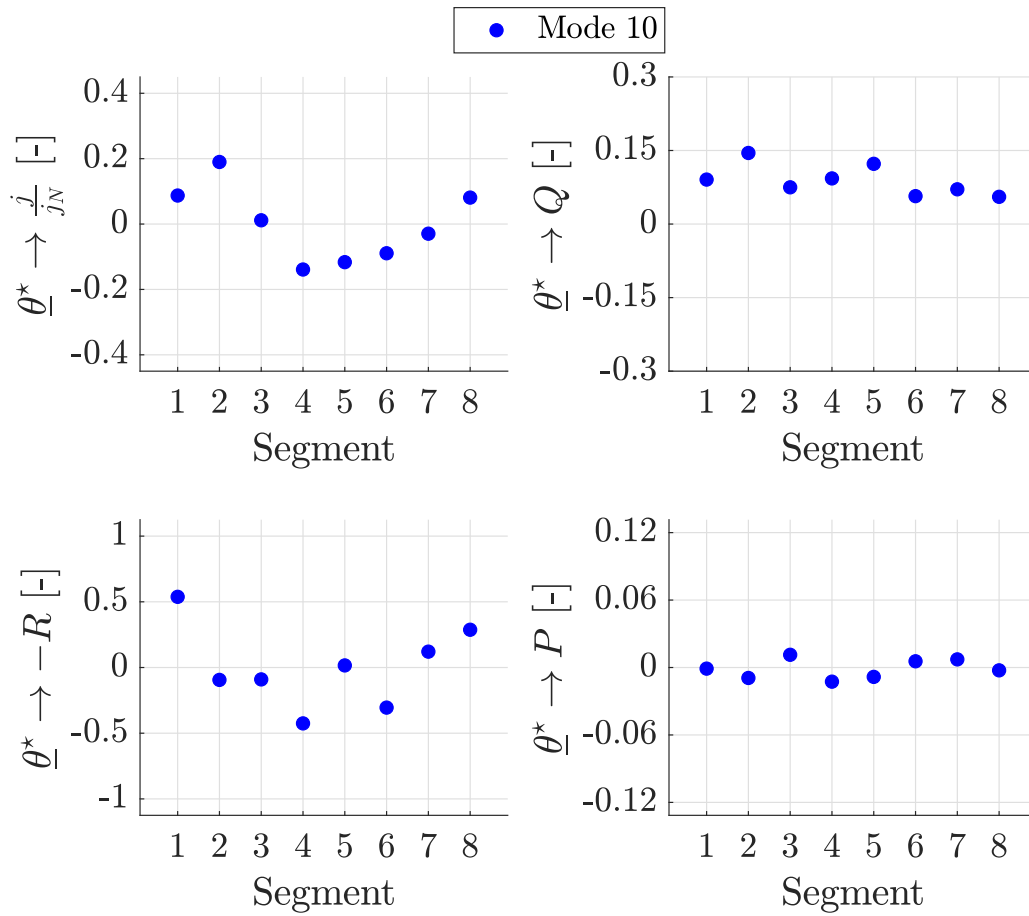 Mode 10
θ⋆ → j/jN [-]
0.4
0.2
0
-0.2
-0.4
1 2 3 4 5 6 7 8
Segment
θ⋆ → Q [-]
0.3
0.15
0
-0.15
-0.3
1 2 3 4 5 6 7 8
Segment
θ⋆ → −R [-]
1
0.5
0
-0.5
-1
1 2 3 4 5 6 7 8
Segment
θ⋆ → P [-]
0.12
0.06
0
-0.06
-0.12
1 2 3 4 5 6 7 8
Segment